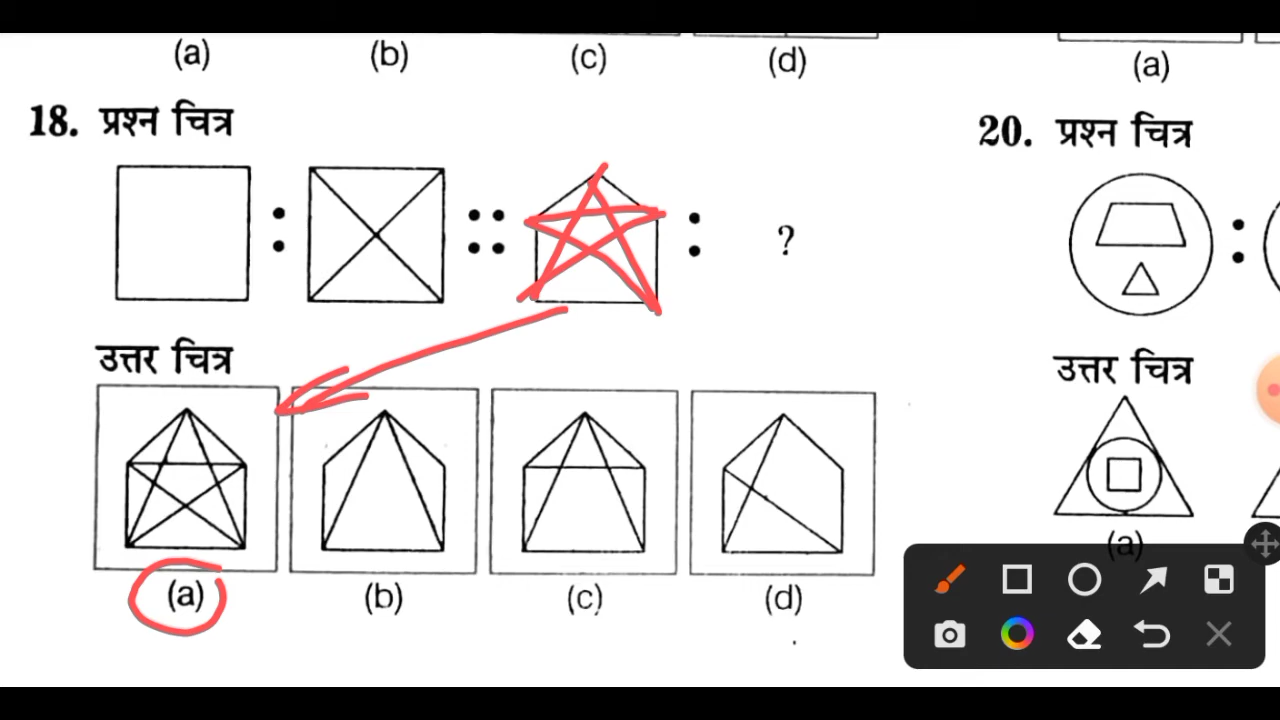 (a) (b) (c) (d)
(a)
18. प्रश्न चित्र
: :: : ?
उत्तर चित्र
(a) (b) (c) (d)
20. प्रश्न चित्र
:
उत्तर चित्र
(a)